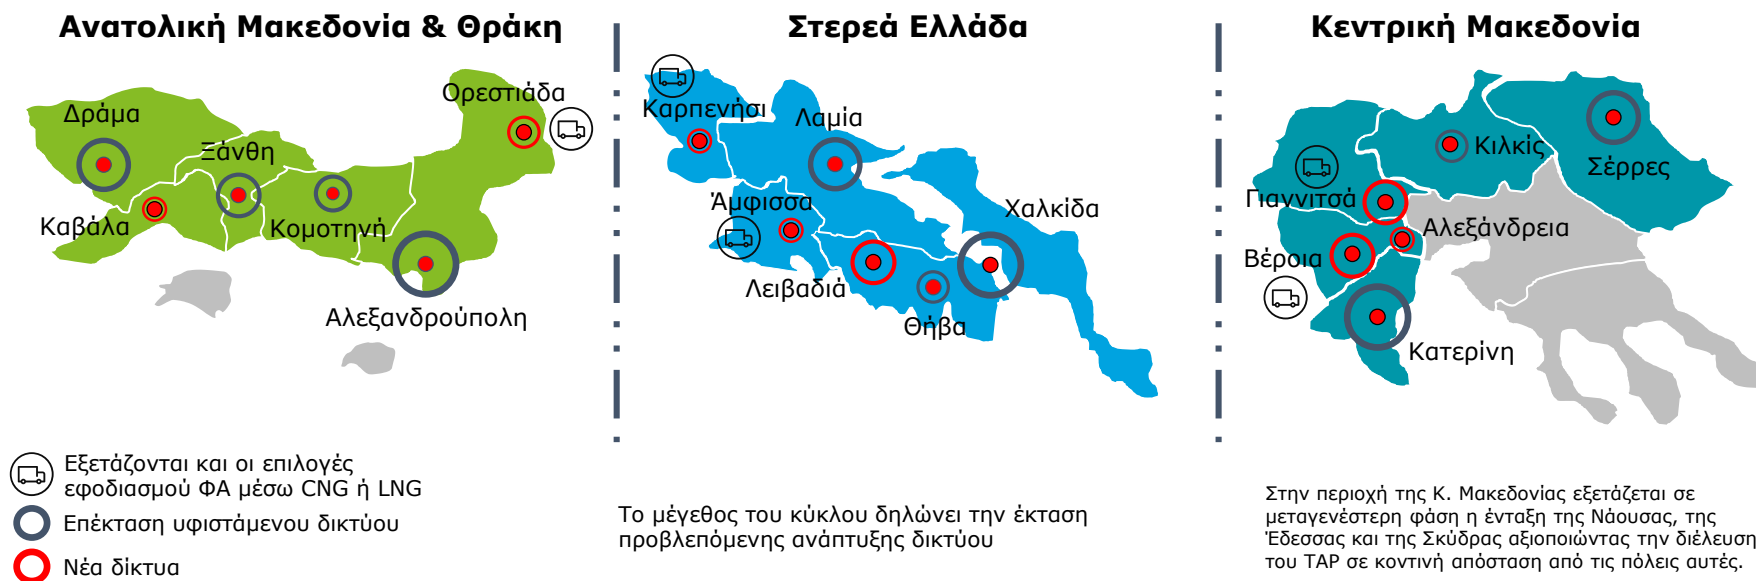 Ανατολική Μακεδονία & Θράκη
Ορεστιάδα
Δράμα
Ξάνθη
Καβάλα
Κομοτηνή
Αλεξανδρούπολη
Εξετάζονται και οι επιλογές
εφοδιασμού ΦΑ μέσω CNG ή LNG
Επέκταση υφιστάμενου δικτύου
Νέα δίκτυα
Στερεά Ελλάδα
Καρπενήσι
Λαμία
Άμφισσα
Χαλκίδα
Λειβαδιά
Θήβα
Το μέγεθος του κύκλου δηλώνει την έκταση
προβλεπόμενης ανάπτυξης δικτύου
Κεντρική Μακεδονία
Κιλκίς
Σέρρες
Γιαννιτσά
Αλεξάνδρεια
Βέροια
Κατερίνη
Στην περιοχή της Κ. Μακεδονίας εξετάζεται σε
μεταγενέστερη φάση η ένταξη της Νάουσας, της
Έδεσσας και της Σκύδρας αξιοποιώντας την διέλευση
του TAP σε κοντινή απόσταση από τις πόλεις αυτές.